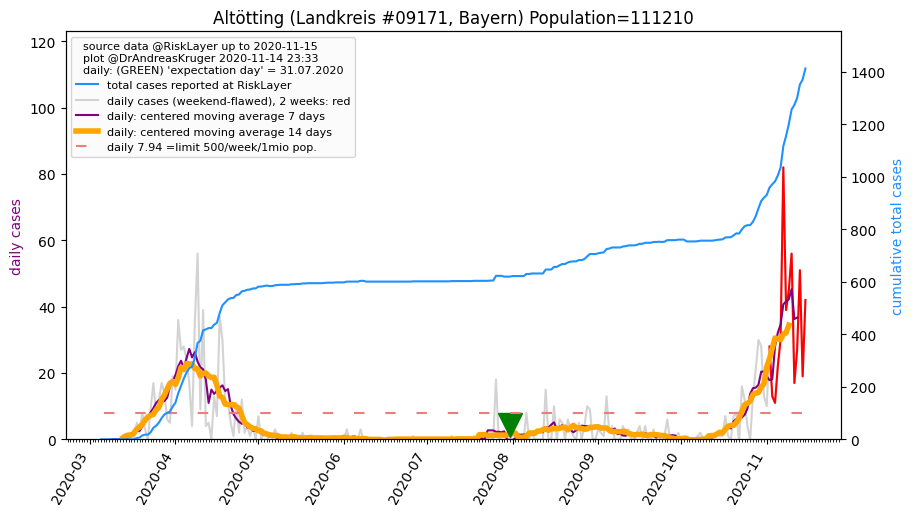 Altötting (Landkreis #09171, Bayern) Population=111210
source data @RiskLayer up to 2020-11-15
plot @DrAndreasKruger 2020-11-14 23:33
daily: (GREEN) 'expectation day' = 31.07.2020
total cases reported at RiskLayer
daily cases (weekend-flawed), 2 weeks: red
daily: centered moving average 7 days
daily: centered moving average 14 days
daily 7.94 =limit 500/week/1mio pop.
daily cases
120
100
80
60
40
20
0
cumulative total cases
1400
1200
1000
800
600
400
200
0
2020-03
2020-04
2020-05
2020-06
2020-07
2020-08
2020-09
2020-10
2020-11